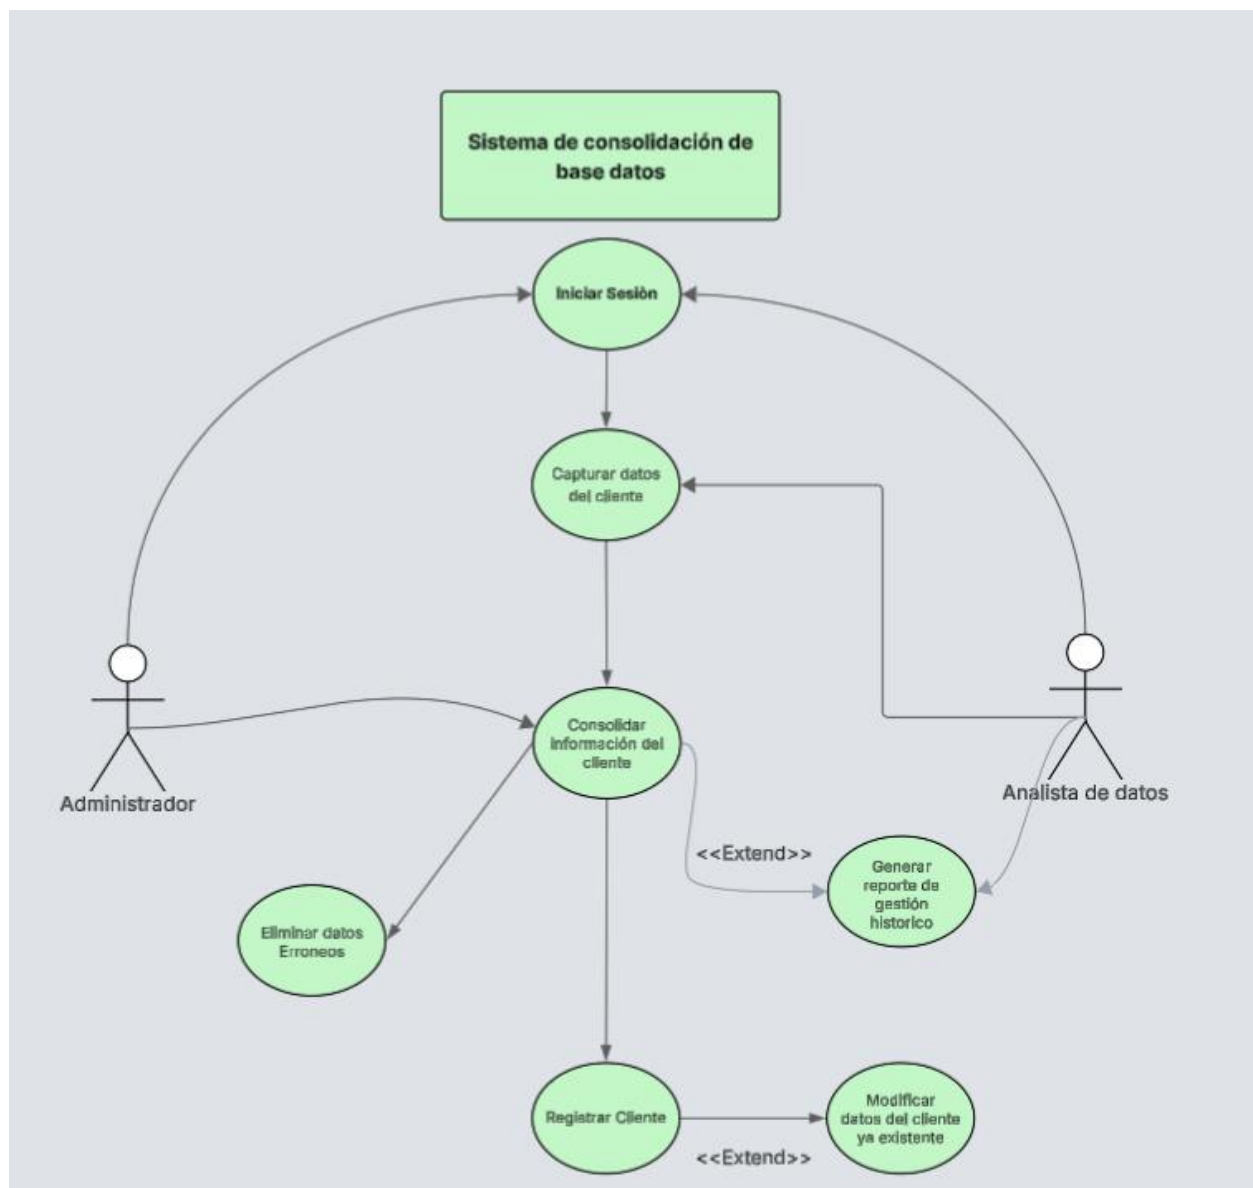 Sistema de consolidación de
base datos
Iniciar Sesiòn
Capturar datos
del cliente
Consolidar
información del
cliente
Administrador
Analista de datos
<<Extend>>
Generar
reporte de
gestión
historico
Eliminar datos
Erroneos
Registrar Cliente
Modificar
datos del cliente
ya existente
<<Extend>>